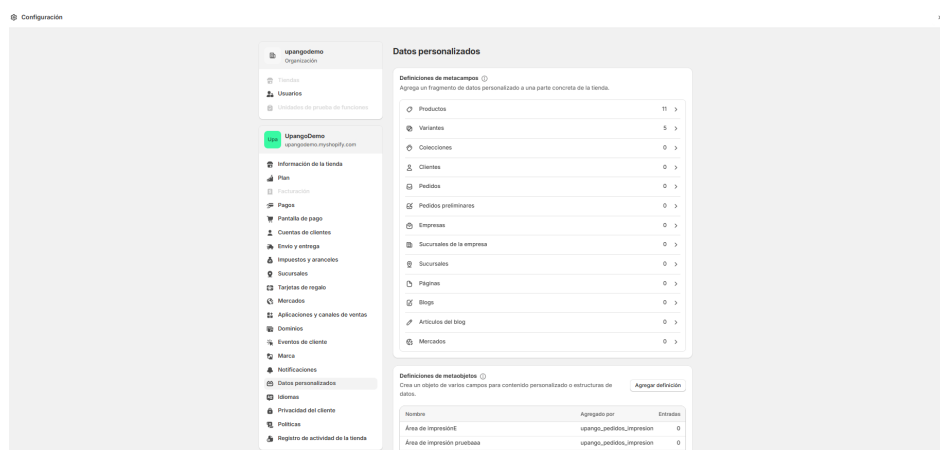 Configuración
upangodemo
Organización
Tiendas
Usuarios
Unidades de prueba de funciones
Upa
UpangoDemo
upangodemo.myshopify.com
Información de la tienda
Plan
Facturación
Pagos
Pantalla de pago
Cuentas de clientes
Envío y entrega
Impuestos y aranceles
Sucursales
Tarjetas de regalo
Mercados
Aplicaciones y canales de ventas
Dominios
Eventos de cliente
Marca
Notificaciones
Datos personalizados
Idiomas
Privacidad del cliente
Políticas
Registro de actividad de la tienda
Datos personalizados
Definiciones de metacampos
Agrega un fragmento de datos personalizado a una parte concreta de la tienda.
Productos 11
Variantes 5
Colecciones 0
Clientes 0
Pedidos 0
Pedidos preliminares 0
Empresas 0
Sucursales de la empresa 0
Sucursales 0
Páginas 0
Blogs 0
Artículos del blog 0
Mercados 0
Definiciones de metaobjetos
Crea un objeto de varios campos para contenido personalizado o estructuras de
datos.
Agregar definición
Nombre Agregado por Entradas
Área de impresiónE upango_pedidos_impresion 0
Área de impresión pruebaaa upango_pedidos_impresion 0